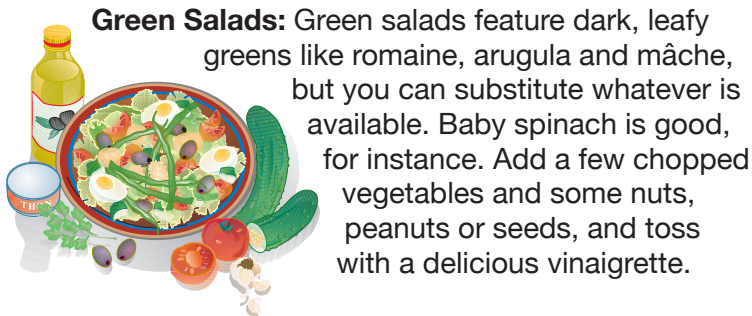 Green Salads: Green salads feature dark, leafy
greens like romaine, arugula and mâche,
but you can substitute whatever is
available. Baby spinach is good,
for instance. Add a few chopped
vegetables and some nuts,
peanuts or seeds, and toss
with a delicious vinaigrette.